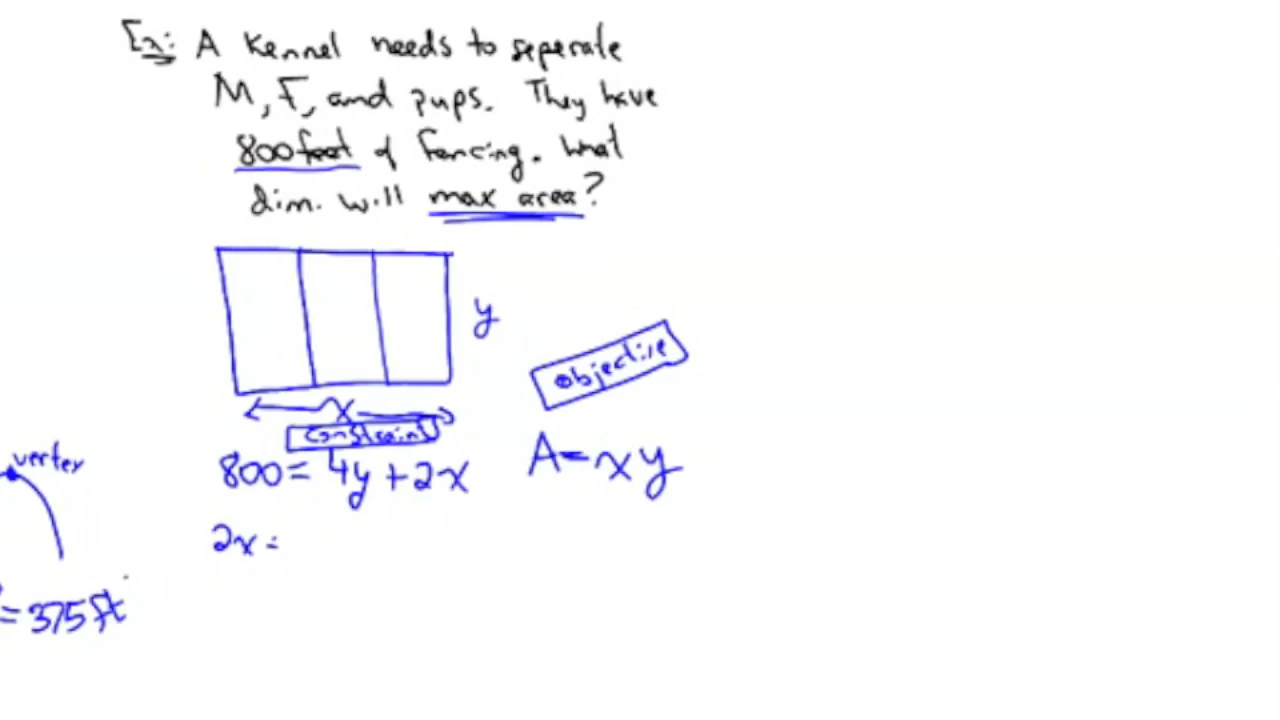 Ex: A Kennel needs to seperate
M, F, and pups. They have
800 feet of Fencing. What
dim. will max area?
y
Objective
x
Constraint
800 = 4y + 2x
A = xy
vertex
2x =
= 375 ft